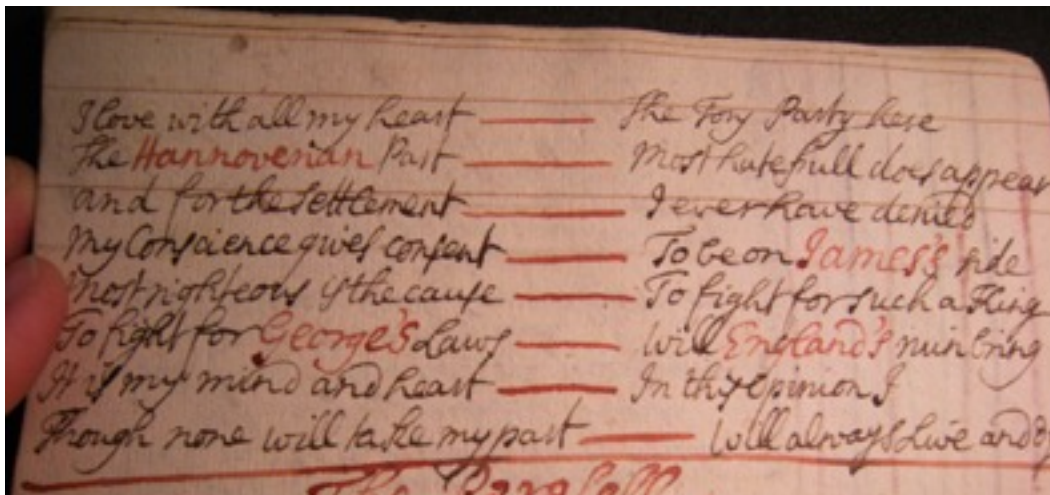 I love with all my heart —— The Tory Party here
The Hannoverian Part —— Most hatefull does appear
and for the Settlement —— I ever have denied
My Conscience gives consent —— To be on James's side
Most righteous is the cause —— To fight for such a King
To fight for George's Laws —— Will England's ruin bring
It is my mind and heart —— In this opinion I
Though none will take my part —— Will always Live and
The